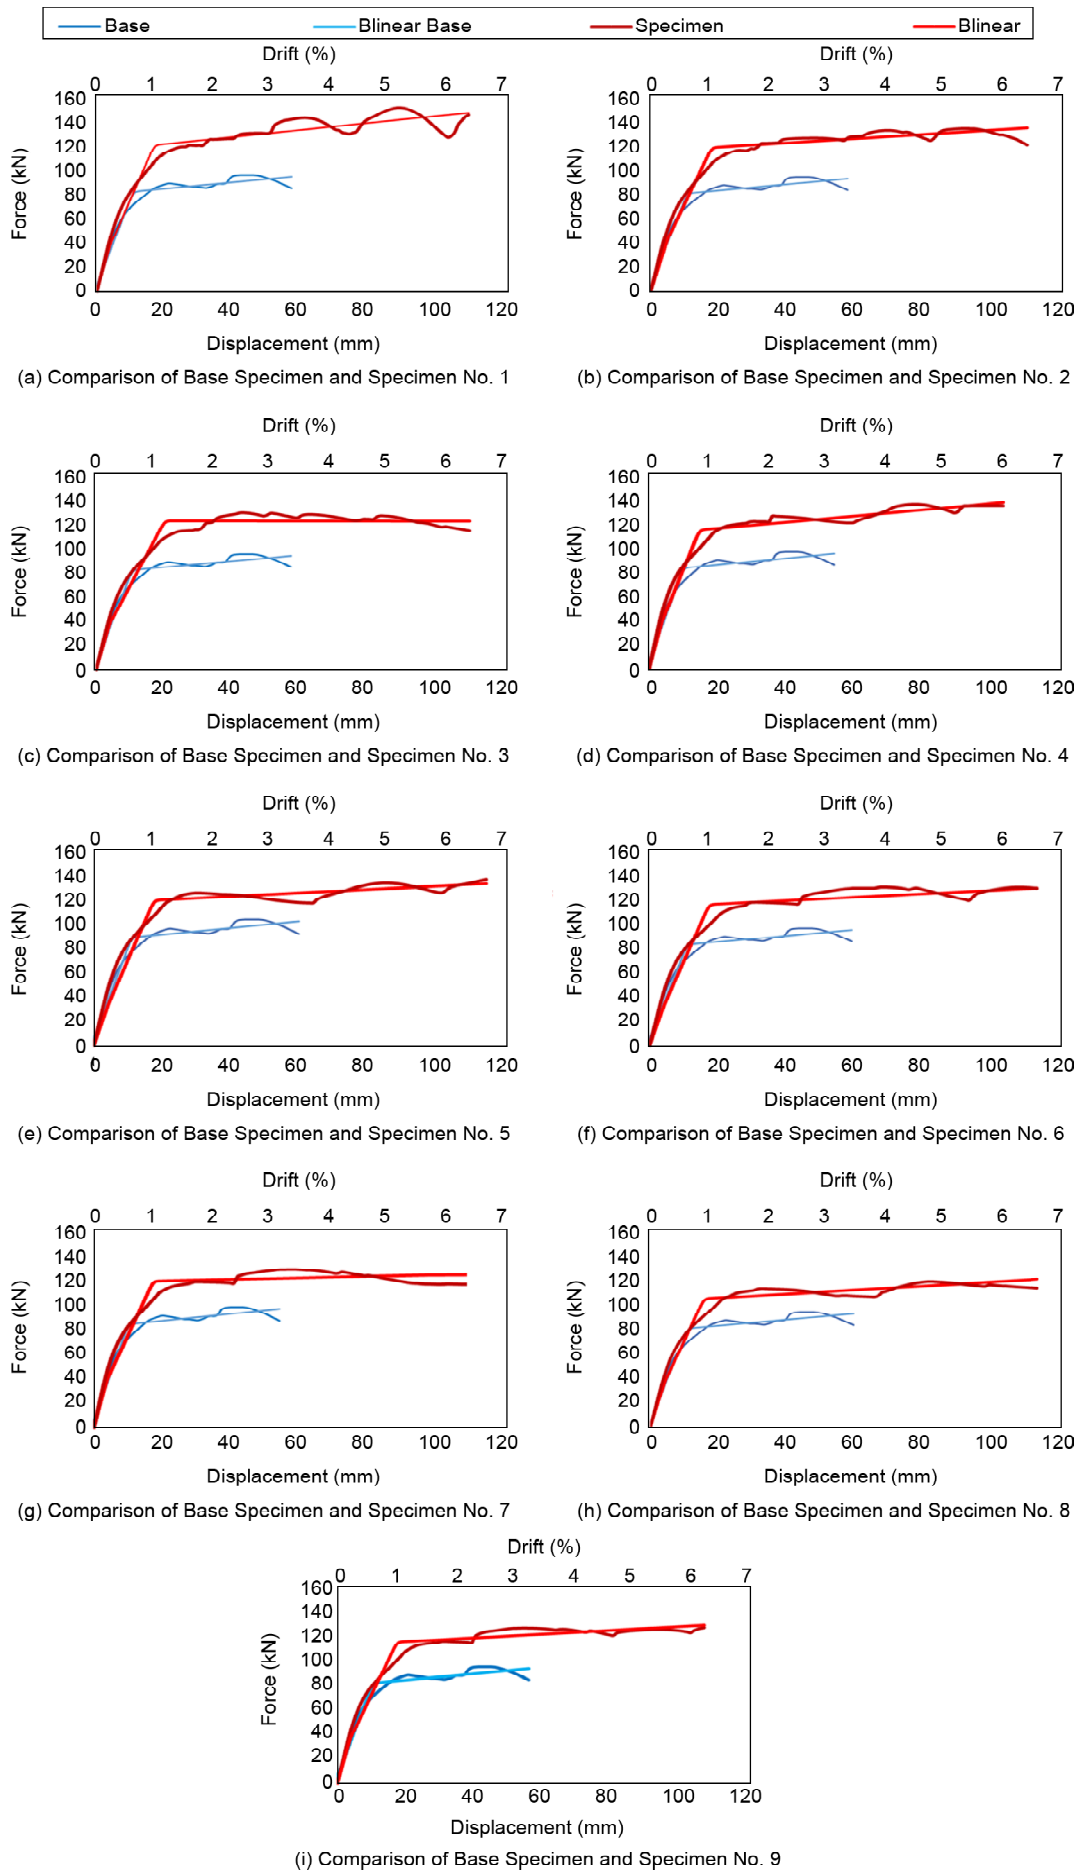 Base Blinear Base Specimen Blinear
Drift (%) Drift (%)
0 1 2 3 4 5 6 7 0 1 2 3 4 5 6 7
160 160
140 140
120 120
100 100
80 80
60 60
40 40
20 20
0 0
Force (kN) Force (kN)
0 20 40 60 80 100 120 0 20 40 60 80 100 120
Displacement (mm) Displacement (mm)
(a) Comparison of Base Specimen and Specimen No. 1 (b) Comparison of Base Specimen and Specimen No. 2
Drift (%) Drift (%)
0 1 2 3 4 5 6 7 0 1 2 3 4 5 6
160 160
140 140
120 120
100 100
80 80
60 60
40 40
20 20
0 0
Force (kN) Force (kN)
0 20 40 60 80 100 120 0 20 40 60 80 100 120
Displacement (mm) Displacement (mm)
(c) Comparison of Base Specimen and Specimen No. 3 (d) Comparison of Base Specimen and Specimen No. 4
Drift (%) Drift (%)
0 1 2 3 4 5 6 7 0 1 2 3 4 5 6 7
160 160
140 140
120 120
100 100
80 80
60 60
40 40
20 20
0 0
Force (kN) Force (kN)
0 20 40 60 80 100 120 0 20 40 60 80 100 120
Displacement (mm) Displacement (mm)
(e) Comparison of Base Specimen and Specimen No. 5 (f) Comparison of Base Specimen and Specimen No. 6
Drift (%) Drift (%)
0 1 2 3 4 5 6 7 0 1 2 3 4 5 6 7
160 160
140 140
120 120
100 100
80 80
60 60
40 40
20 20
0 0
Force (kN) Force (kN)
0 20 40 60 80 100 120 0 20 40 60 80 100 120
Displacement (mm) Displacement (mm)
(g) Comparison of Base Specimen and Specimen No. 7 (h) Comparison of Base Specimen and Specimen No. 8
Drift (%)
0 1 2 3 4 5 6 7
160
140
120
100
80
60
40
20
0
Force (kN)
0 20 40 60 80 100 120
Displacement (mm)
(i) Comparison of Base Specimen and Specimen No. 9